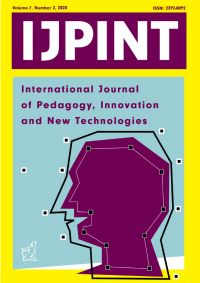 Volume 7, Number 2, 2020 ISSN: 2392-0092
IJPINT
International Journal
of Pedagogy, Innovation
and New Technologies